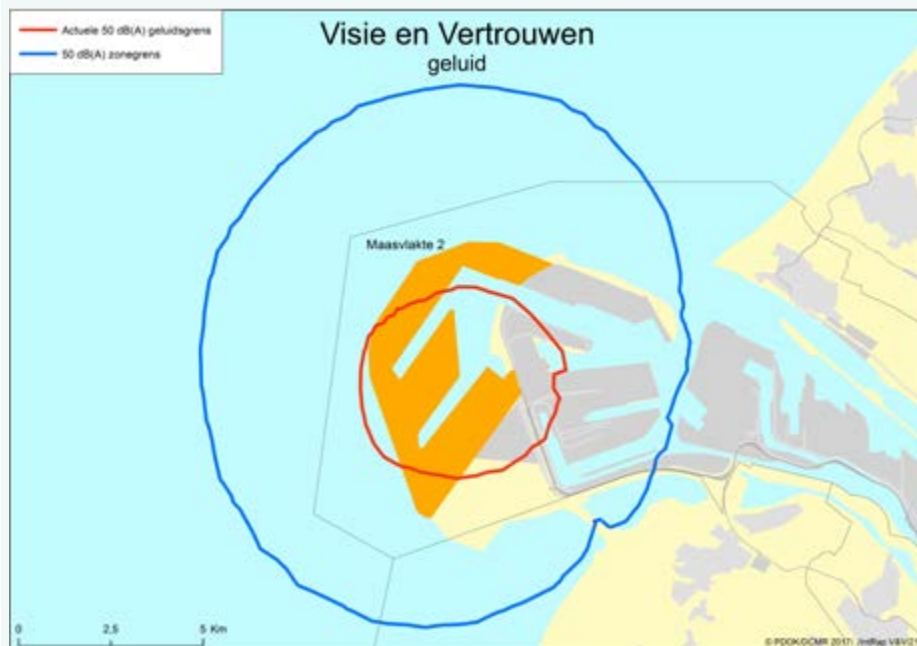 Actuele 50 dB(A) geluidsgrens
50 dB(A) zonegrens
Visie en Vertrouwen
geluid
Maasvlakte 2
0 2,5 5 Km
© PDOK/DCMR 2017|